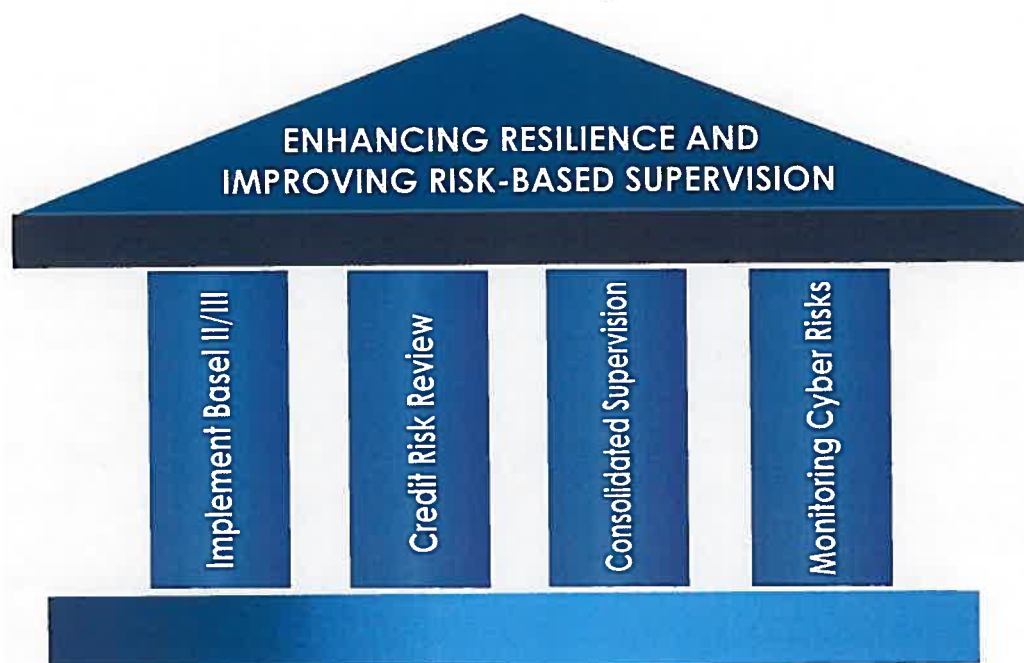 ENHANCING RESILIENCE AND
IMPROVING RISK-BASED SUPERVISION
Implement Basel II/III
Credit Risk Review
Consolidated Supervision
Monitoring Cyber Risks